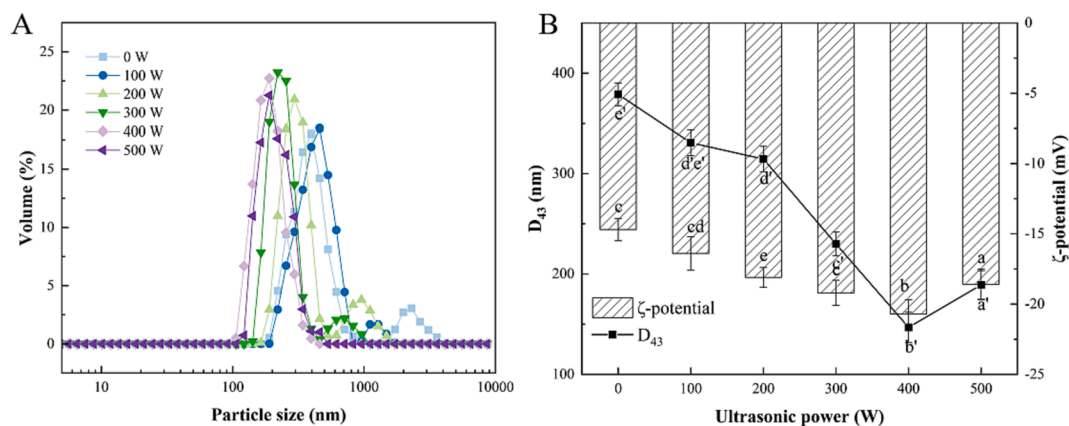 A
25
20
15
10
5
0
Volume (%)
0 W
100 W
200 W
300 W
400 W
500 W
10
100
1000
10000
Particle size (nm)
B
400
300
200
100
D43 (nm)
0
-5
-10
-15
-20
-25
ζ-potential (mV)
e'
d'e'
d'
c
cd
e
c'
b
b'
a
a'
ζ-potential
D43
0
100
200
300
400
500
Ultrasonic power (W)